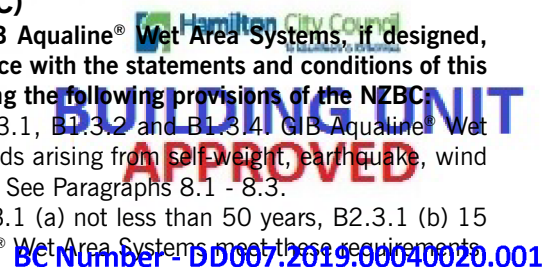 C)
Hamilton City Council
B Aqualine® Wet Area Systems, if designed,
ce with the statements and conditions of this
ng the following provisions of the NZBC:
BUILDING UNIT
3.1, B1.3.2 and B1.3.4. GIB Aqualine® Wet
ds arising from self-weight, earthquake, wind
APPROVED
See Paragraphs 8.1 - 8.3.
3.1 (a) not less than 50 years, B2.3.1 (b) 15
® Wet Area Systems meet these requirements.
BC Number - DD007.2019.00040020.001